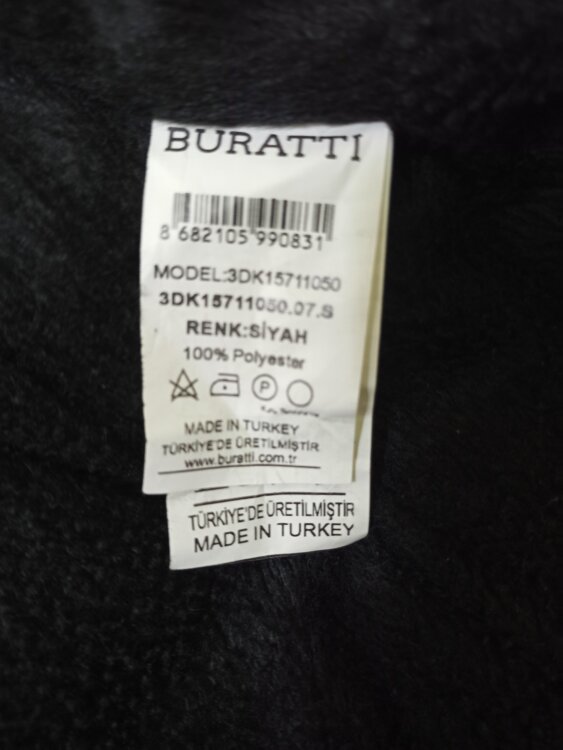 BURATTI
8 682105 990831
MODEL:3DK15711050
3DK15711050.07.S
RENK:SİYAH
100% Polyester
P
MADE IN TURKEY
TÜRKİYE'DE ÜRETİLMİŞTİR
www.buratti.com.tr
TÜRKİYE'DE ÜRETİLMİŞTİR
MADE IN TURKEY